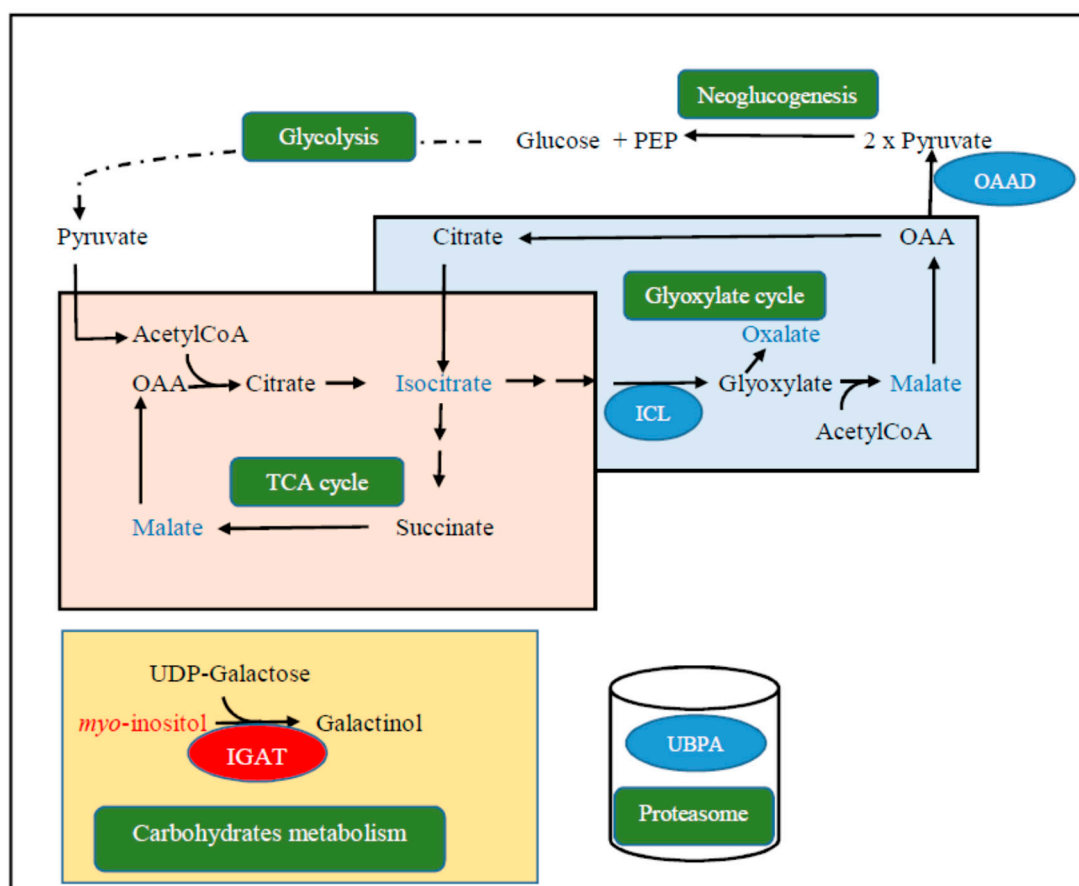 Neoglucogenesis
Glycolysis
Glucose + PEP
2 x Pyruvate
OAAD
Pyruvate
Citrate
OAA
Glyoxylate cycle
Oxalate
AcetylCoA
OAA
Citrate
Isocitrate
Glyoxylate
Malate
ICL
AcetylCoA
TCA cycle
Malate
Succinate
UDP-Galactose
myo-inositol
Galactinol
IGAT
UBPA
Carbohydrates metabolism
Proteasome